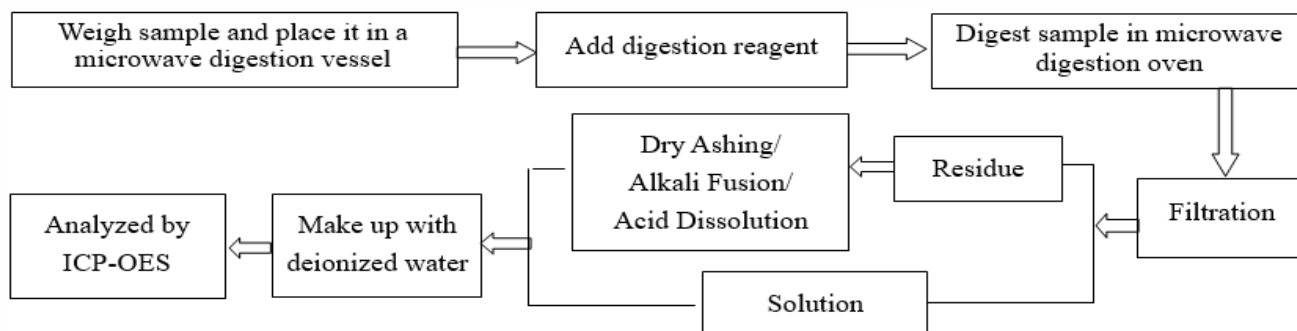 Weigh sample and place it in a
microwave digestion vessel
Add digestion reagent
Digest sample in microwave
digestion oven
Filtration
Residue
Dry Ashing/
Alkali Fusion/
Acid Dissolution
Solution
Make up with
deionized water
Analyzed by
ICP-OES